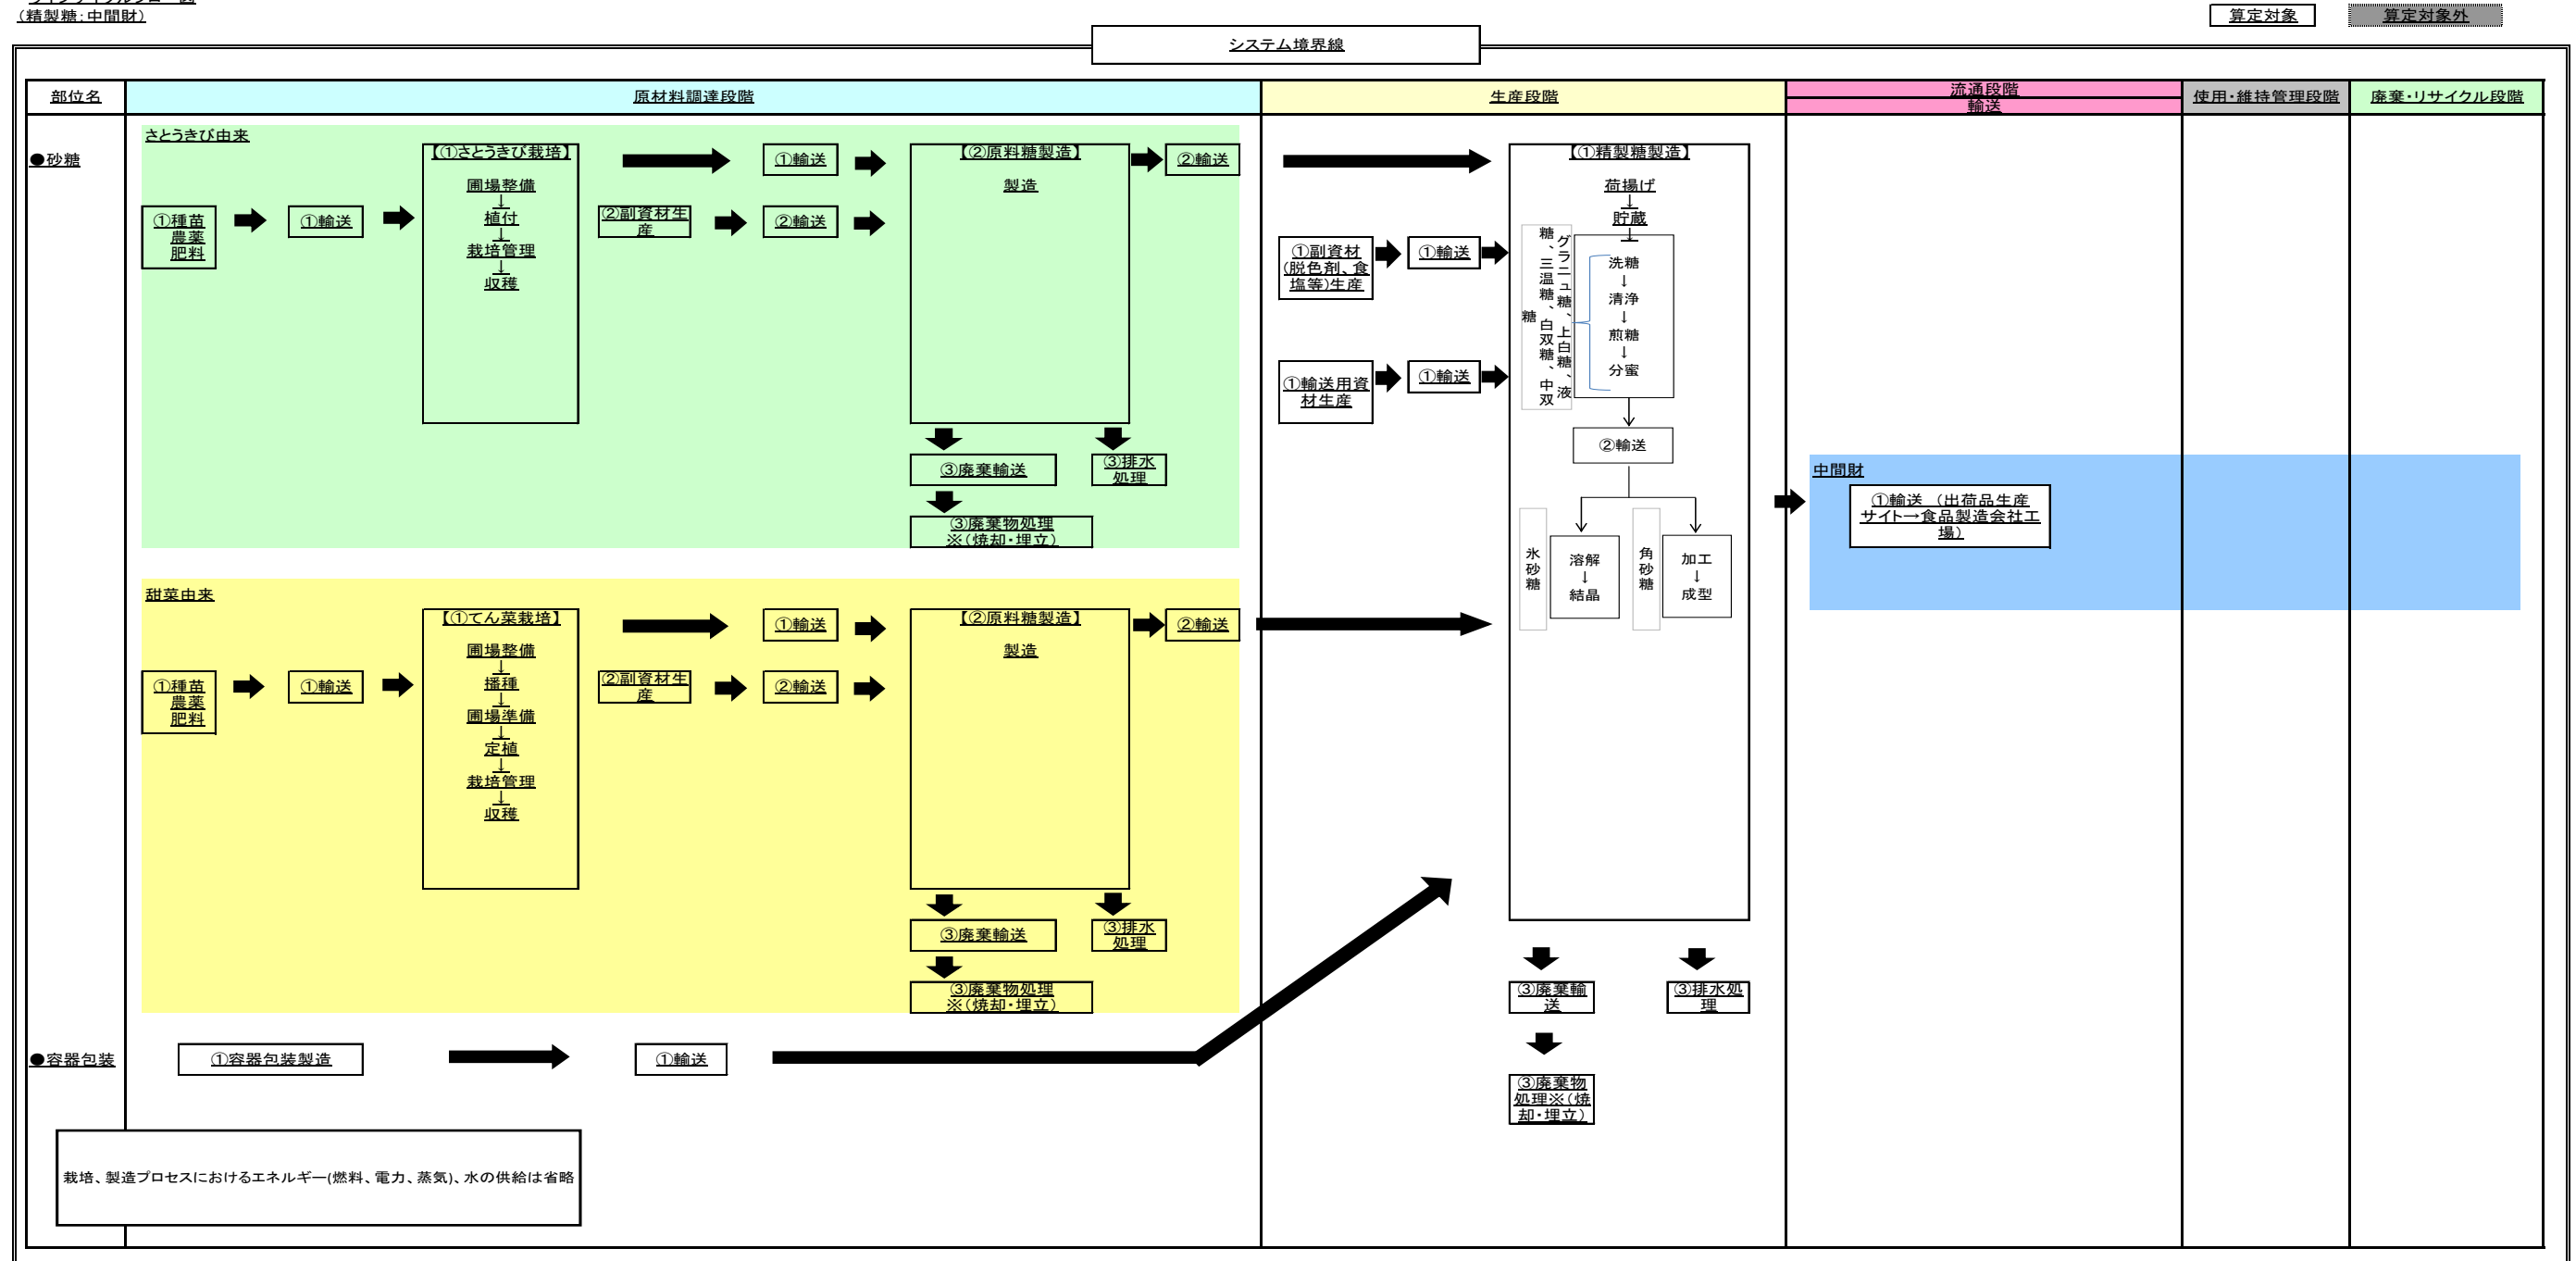 (精製糖:中間財)
算定対象
算定対象外
システム境界線
部位名
原材料調達段階
生産段階
流通段階
輸送
使用・維持管理段階
廃棄・リサイクル段階
●砂糖
さとうきび由来
①種苗
農薬
肥料
①輸送
【①さとうきび栽培】
圃場整備
↓
植付
↓
栽培管理
↓
収穫
①輸送
②副資材生
産
②輸送
【②原料糖製造】
製造
②輸送
③廃棄輸送
③排水
処理
③廃棄物処理
※(焼却・埋立)
甜菜由来
①種苗
農薬
肥料
①輸送
【①てん菜栽培】
圃場整備
↓
播種
↓
圃場準備
↓
定植
↓
栽培管理
↓
収穫
①輸送
②副資材生
産
②輸送
【②原料糖製造】
製造
②輸送
③廃棄輸送
③排水
処理
③廃棄物処理
※(焼却・埋立)
①副資材
(脱色剤、食
塩等)生産
①輸送
①輸送用資
材生産
①輸送
【①精製糖製造】
荷揚げ
↓
貯蔵
↓
グラニュ糖、上白糖、液
糖、三温糖、白双糖、中双
糖
洗糖
↓
清浄
↓
煎糖
↓
分蜜
②輸送
氷砂糖
溶解
↓
結晶
角砂糖
加工
↓
成型
③廃棄輸
送
③排水処
理
③廃棄物
処理※(焼
却・埋立)
中間財
①輸送 (出荷品生産
サイト→食品製造会社工
場)
●容器包装
①容器包装製造
①輸送
栽培、製造プロセスにおけるエネルギー(燃料、電力、蒸気)、水の供給は省略